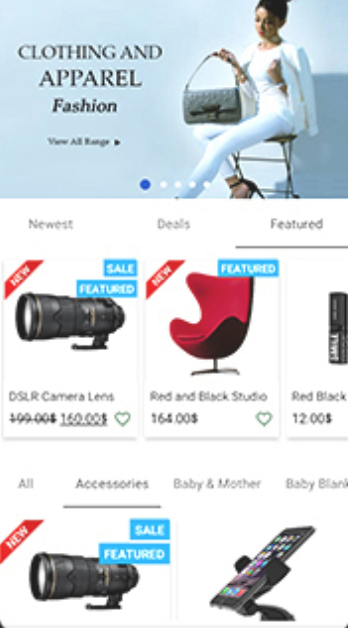 CLOTHING AND
APPAREL
Fashion
View All Range ▶
Newest Deals Featured
NEW SALE
FEATURED
NEW FEATURED
SMILE
DSLR Camera Lens
199.00$ 160.00$
Red and Black Studio
164.00$
Red Black
12.00$
All Accessories Baby & Mother Baby Blank
NEW SALE
FEATURED